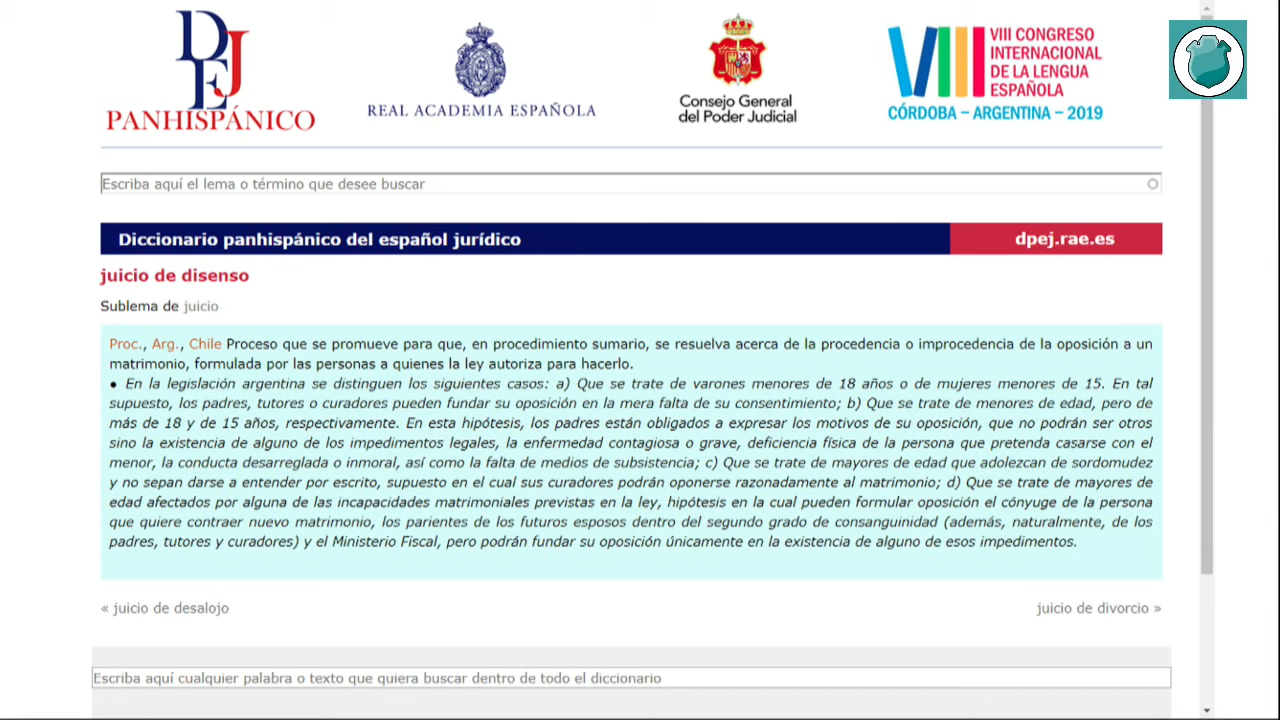 DEJ
PANHISPÁNICO
REAL ACADEMIA ESPAÑOLA
Consejo General
del Poder Judicial
VIII CONGRESO
INTERNACIONAL
DE LA LENGUA
ESPAÑOLA
CÓRDOBA – ARGENTINA – 2019
Escriba aquí el lema o término que desee buscar
Diccionario panhispánico del español jurídico
dpej.rae.es
juicio de disenso
Sublema de juicio
Proc., Arg., Chile Proceso que se promueve para que, en procedimiento sumario, se resuelva acerca de la procedencia o improcedencia de la oposición a un
matrimonio, formulada por las personas a quienes la ley autoriza para hacerlo.
● En la legislación argentina se distinguen los siguientes casos: a) Que se trate de varones menores de 18 años o de mujeres menores de 15. En tal
supuesto, los padres, tutores o curadores pueden fundar su oposición en la mera falta de su consentimiento; b) Que se trate de menores de edad, pero de
más de 18 y de 15 años, respectivamente. En esta hipótesis, los padres están obligados a expresar los motivos de su oposición, que no podrán ser otros
sino la existencia de alguno de los impedimentos legales, la enfermedad contagiosa o grave, deficiencia física de la persona que pretenda casarse con el
menor, la conducta desarreglada o inmoral, así como la falta de medios de subsistencia; c) Que se trate de mayores de edad que adolezcan de sordomudez
y no sepan darse a entender por escrito, supuesto en el cual sus curadores podrán oponerse razonadamente al matrimonio; d) Que se trate de mayores de
edad afectados por alguna de las incapacidades matrimoniales previstas en la ley, hipótesis en la cual pueden formular oposición el cónyuge de la persona
que quiere contraer nuevo matrimonio, los parientes de los futuros esposos dentro del segundo grado de consanguinidad (además, naturalmente, de los
padres, tutores y curadores) y el Ministerio Fiscal, pero podrán fundar su oposición únicamente en la existencia de alguno de esos impedimentos.
« juicio de desalojo
juicio de divorcio »
Escriba aquí cualquier palabra o texto que quiera buscar dentro de todo el diccionario